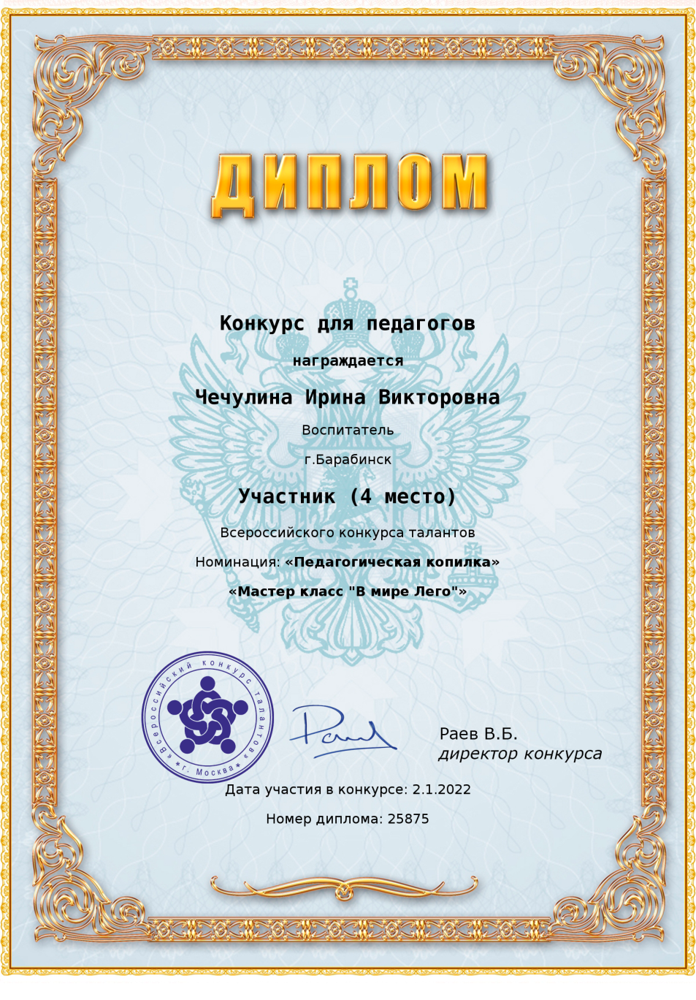 ДИПЛОМ
Конкурс для педагогов
награждается
Чечулина Ирина Викторовна
Воспитатель
г.Барабинск
Участник (4 место)
Всероссийского конкурса талантов
Номинация: «Педагогическая копилка»
«Мастер класс "В мире Лего"»
«Всероссийский конкурс талантов»
* г. Москва *
Раев В.Б.
директор конкурса
Дата участия в конкурсе: 2.1.2022
Номер диплома: 25875